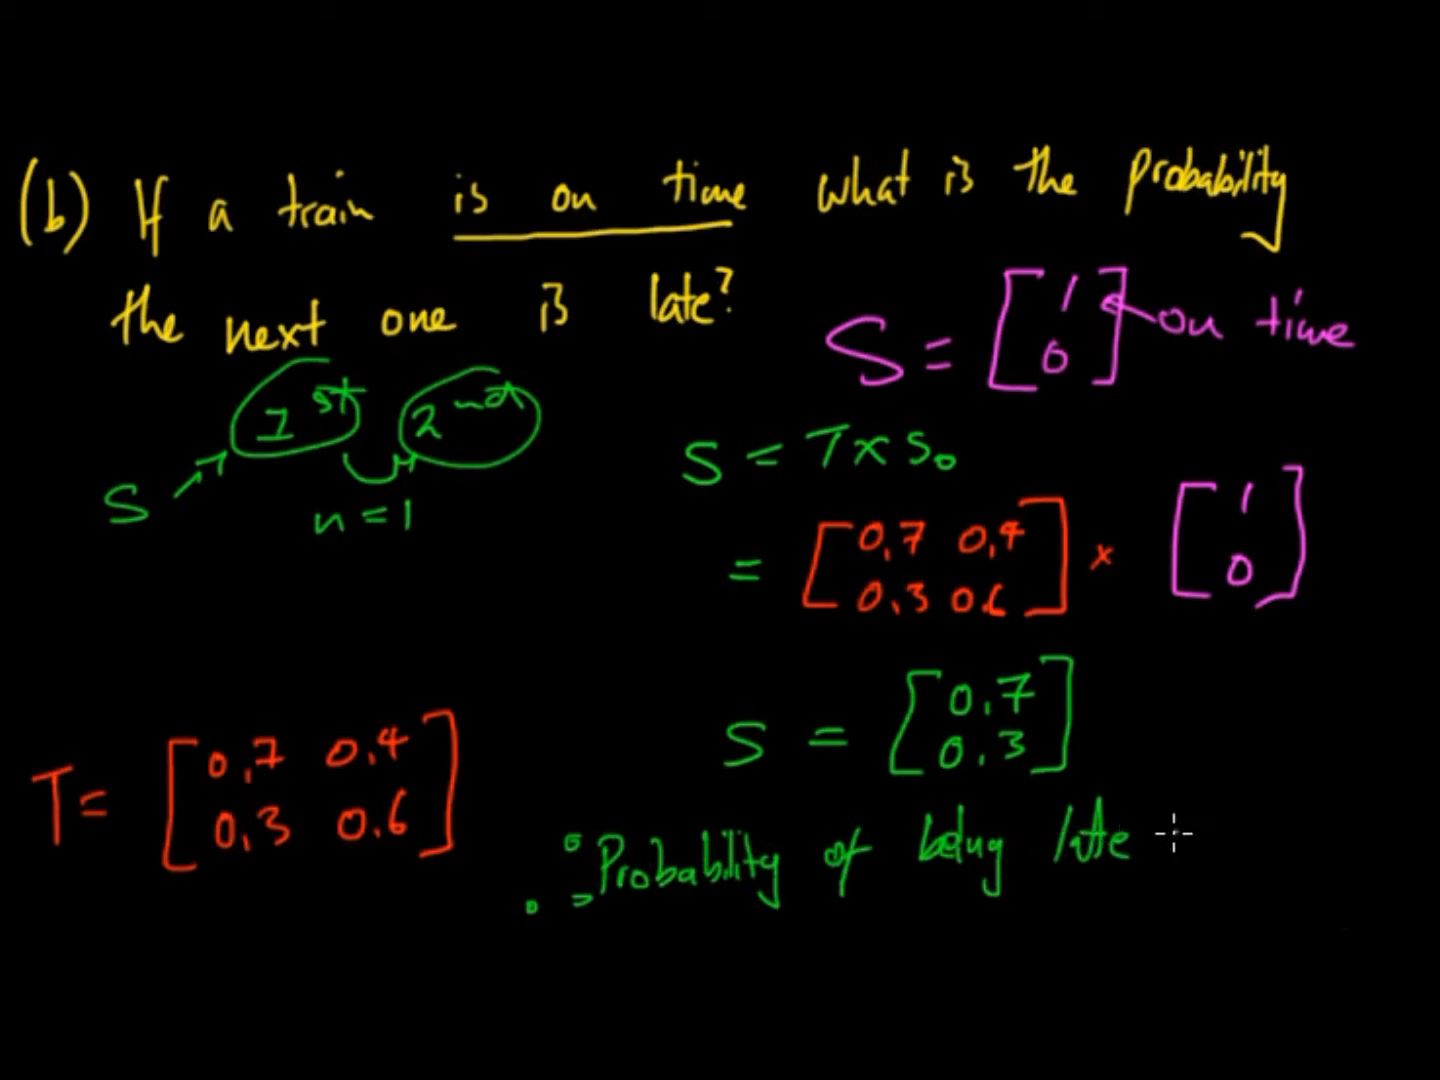 (b) If a train is on time what is the probability
the next one is late?
S = [1 0] on time
1st 2nd
S
n = 1
S = T x S0
= [0.7 0.4 0.3 0.6] x [1 0]
S = [0.7 0.3]
T = [0.7 0.4 0.3 0.6]
∴ Probability of being late